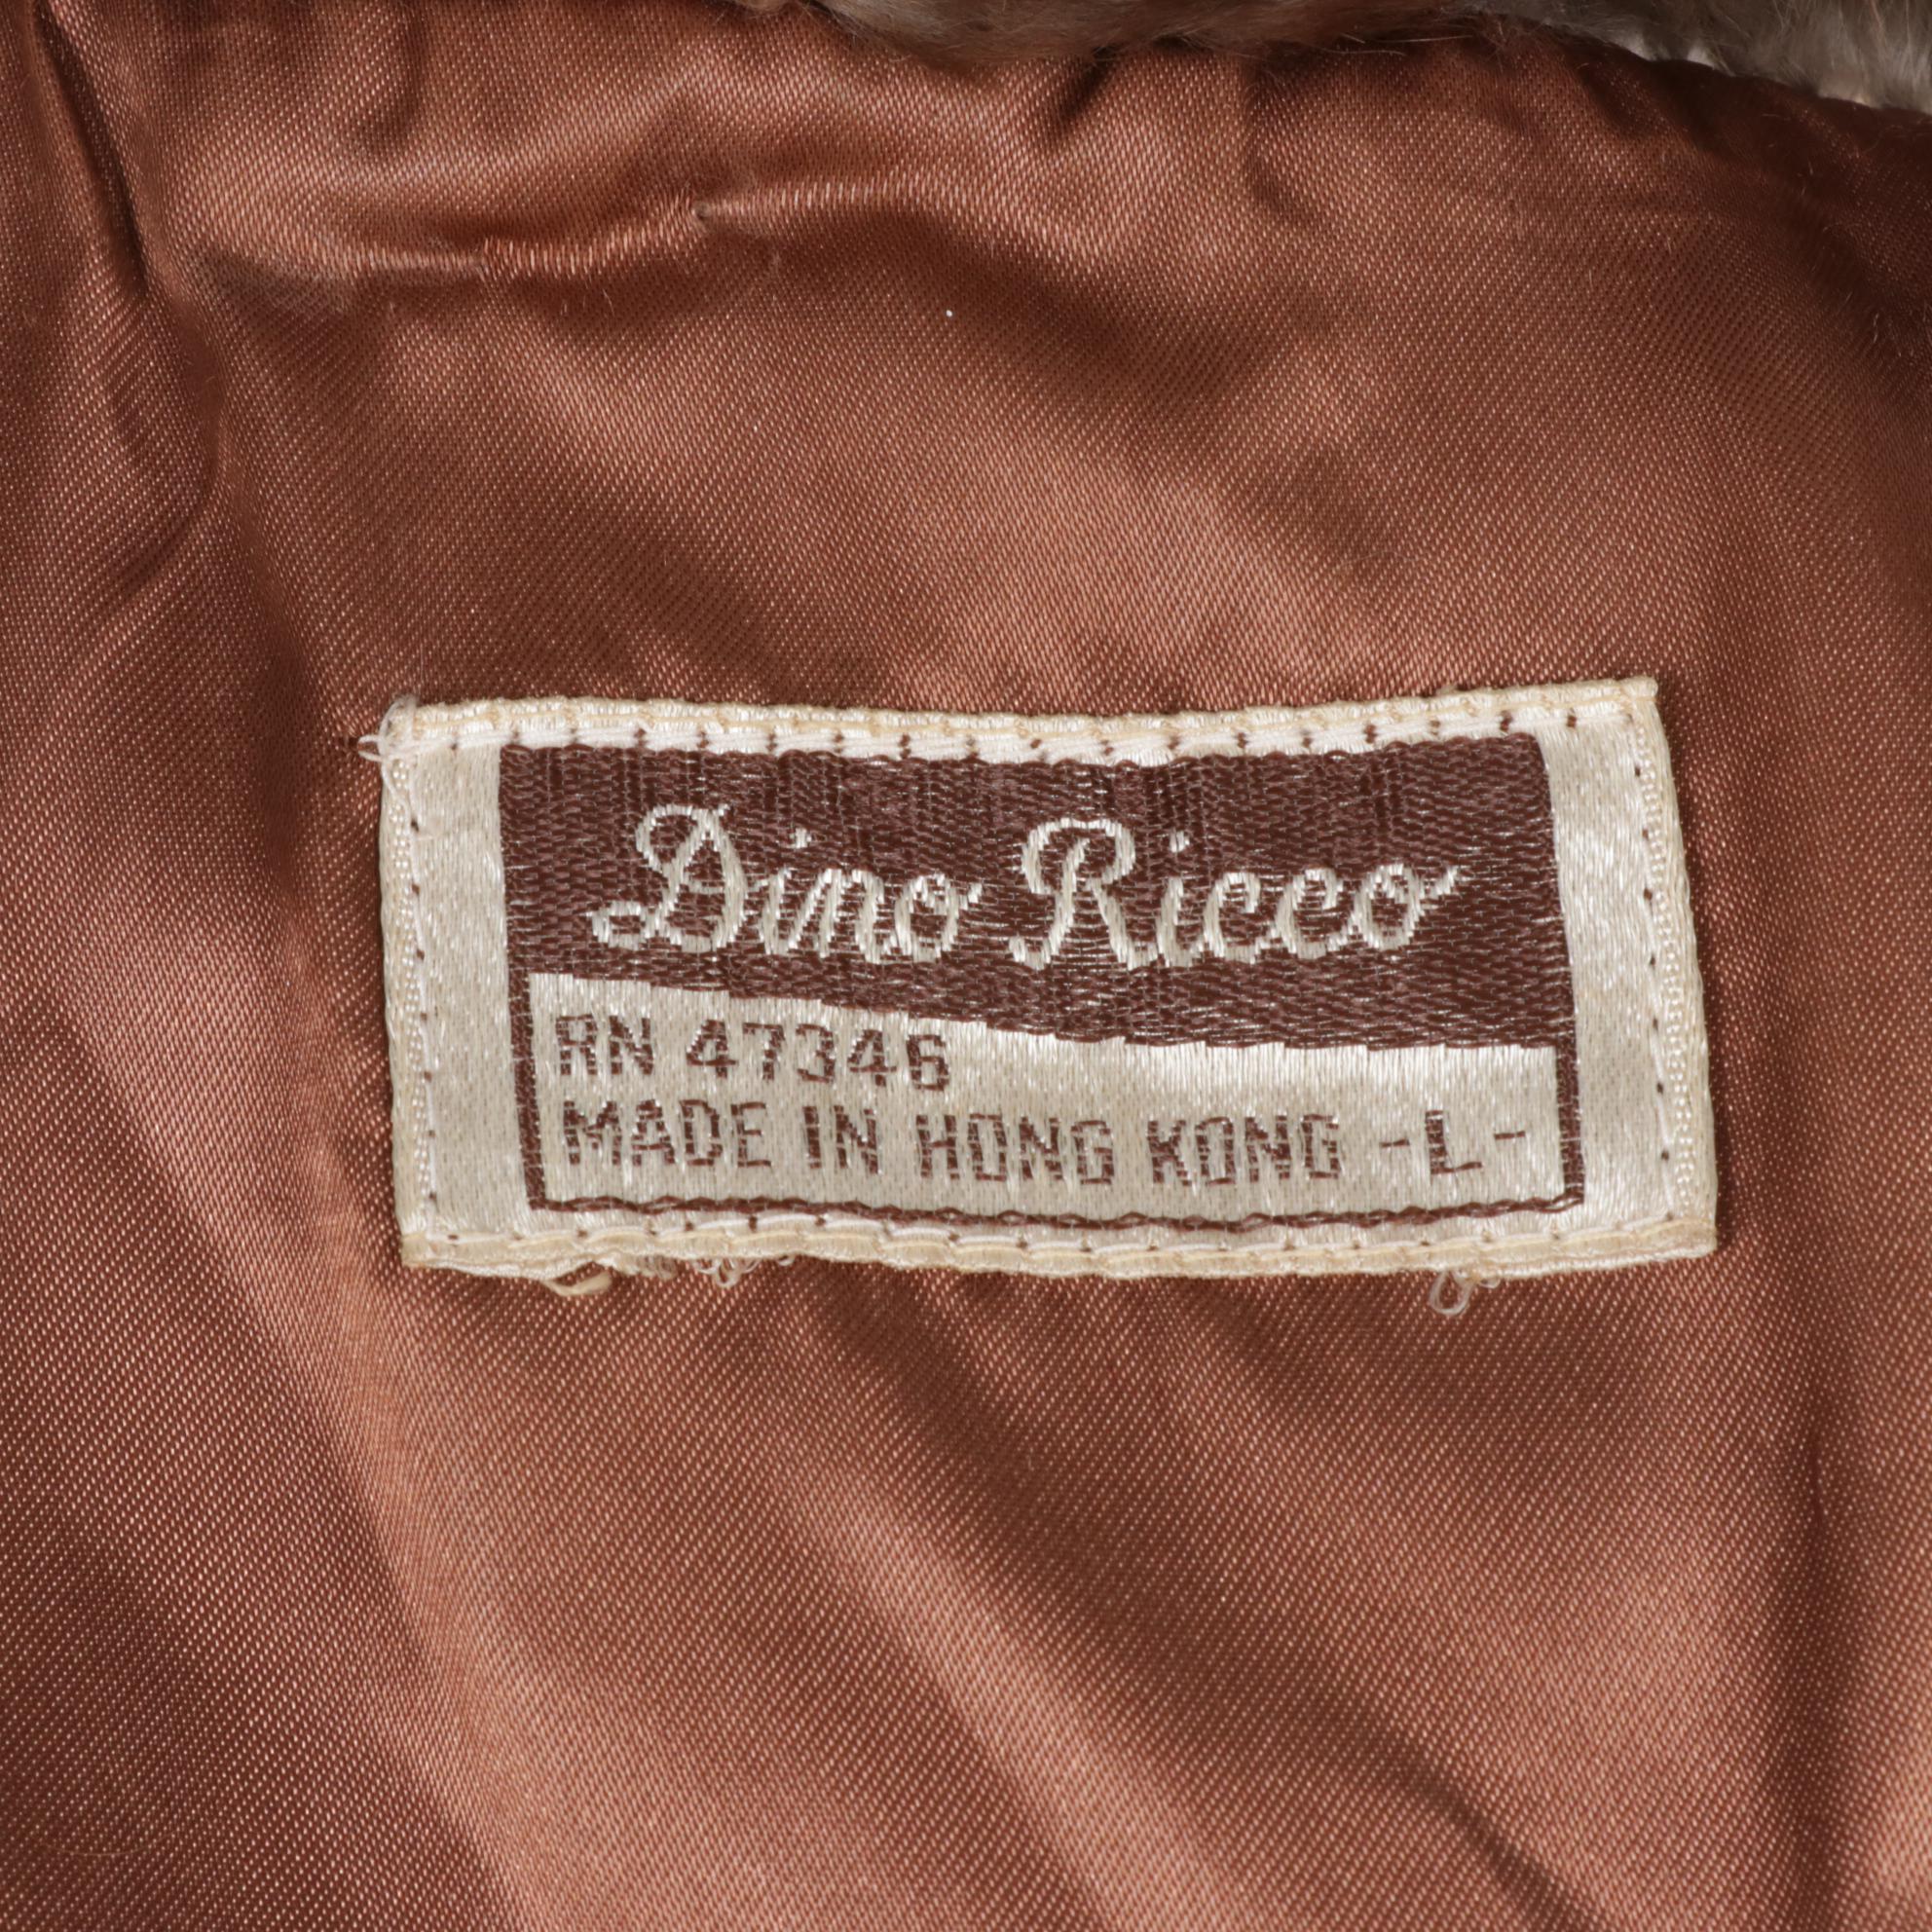 Dino Ricco
RN 47346
MADE IN HONG KONG -L-